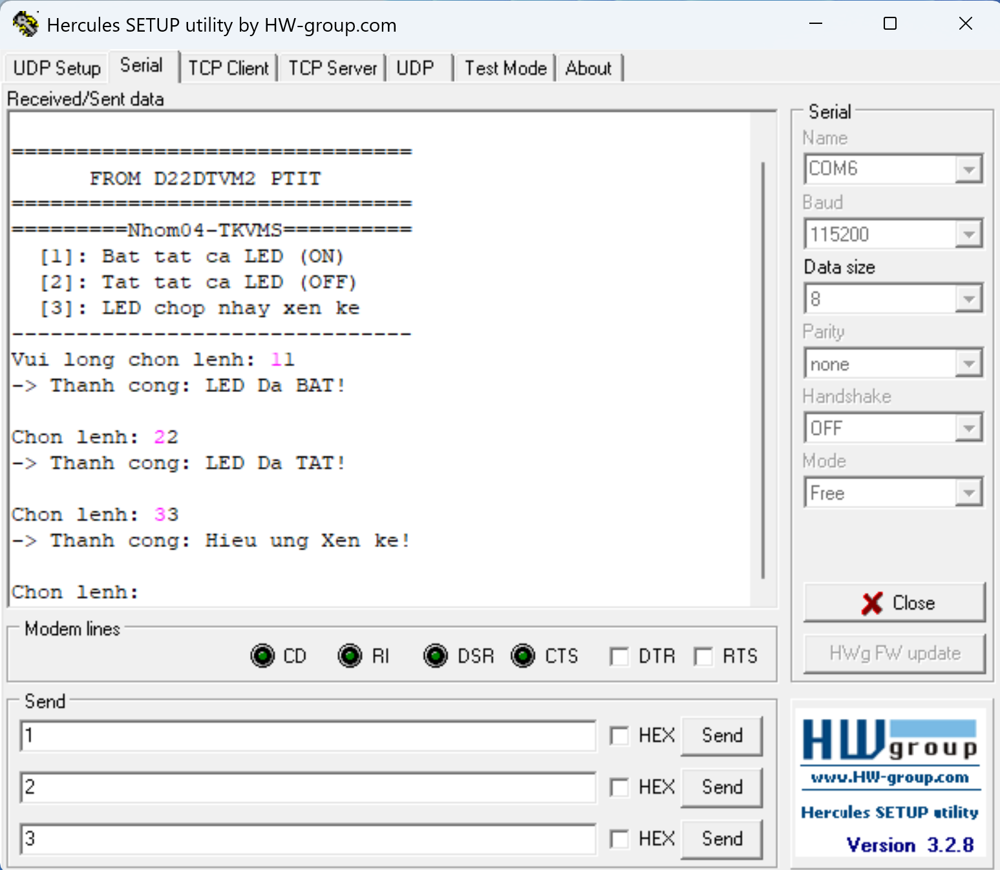 Hercules SETUP utility by HW-group.com
UDP Setup Serial TCP Client TCP Server UDP Test Mode About
Received/Sent data
===============================
FROM D22DTVM2 PTIT
===============================
=========Nhom04-TKVMS==========
[1]: Bat tat ca LED (ON)
[2]: Tat tat ca LED (OFF)
[3]: LED chop nhay xen ke
-------------------------------
Vui long chon lenh: 11
-> Thanh cong: LED Da BAT!
Chon lenh: 22
-> Thanh cong: LED Da TAT!
Chon lenh: 33
-> Thanh cong: Hieu ung Xen ke!
Chon lenh:
Serial
Name
COM6
Baud
115200
Data size
8
Parity
none
Handshake
OFF
Mode
Free
Close
HWg FW update
Modem lines
CD RI DSR CTS DTR RTS
Send
1 HEX Send
2 HEX Send
3 HEX Send
HW group
www.HW-group.com
Hercules SETUP utility
Version 3.2.8